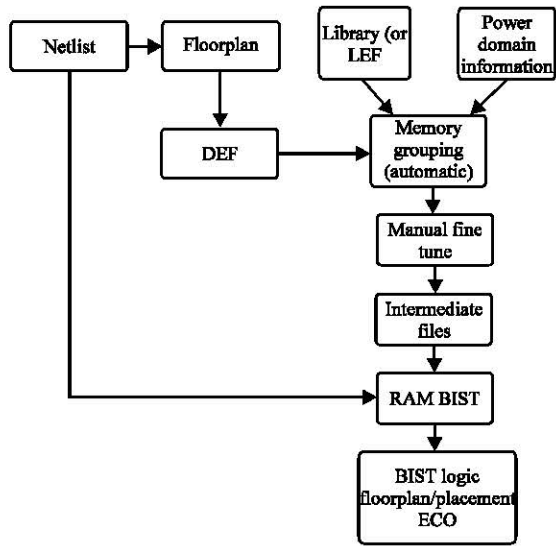 Netlist
Floorplan
Library (or
LEF
Power
domain
information
DEF
Memory
grouping
(automatic)
Manual fine
tune
Intermediate
files
RAM BIST
BIST logic
floorplan/placement
ECO